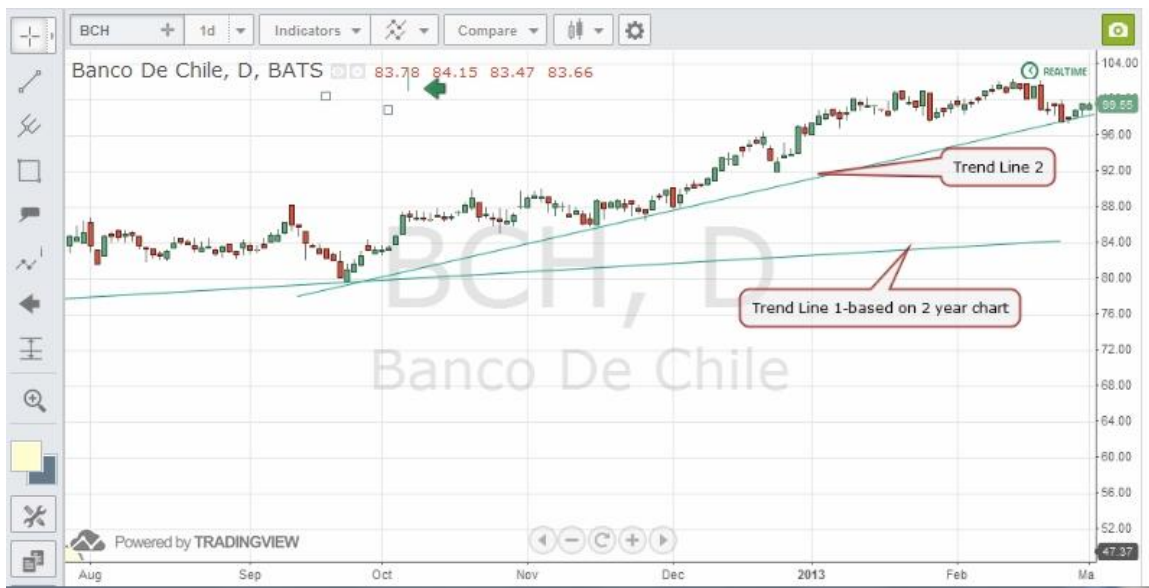 BCH
1d
Indicators
Compare
Banco De Chile, D, BATS 83.78 84.15 83.47 83.66
REALTIME
104.00
99.55
96.00
92.00
88.00
84.00
80.00
76.00
72.00
68.00
64.00
60.00
56.00
52.00
47.37
Trend Line 2
Trend Line 1-based on 2 year chart
BCH, D
Banco De Chile
Powered by TRADINGVIEW
Aug Sep Oct Nov Dec 2013 Feb Ma